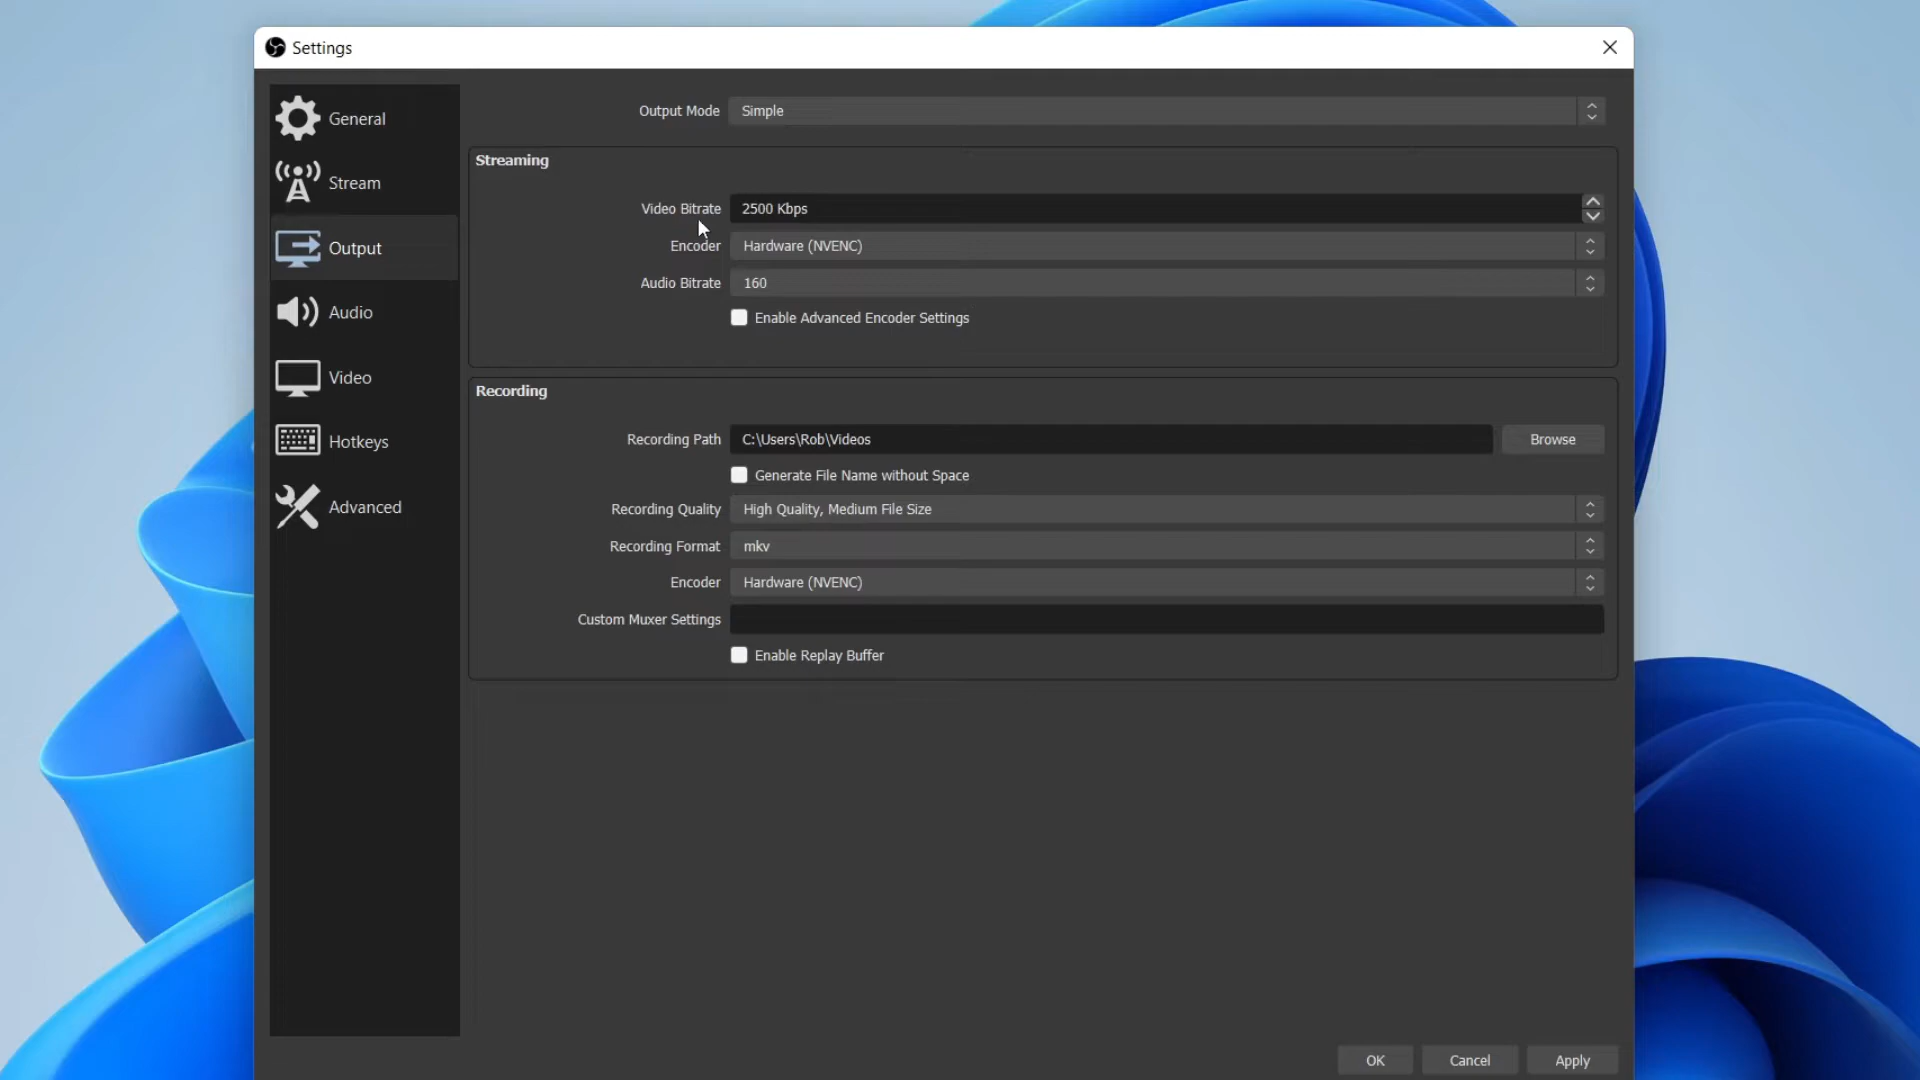 Settings
General
Stream
Output
Audio
Video
Hotkeys
Advanced
Output Mode Simple
Streaming
Video Bitrate 2500 Kbps
Encoder Hardware (NVENC)
Audio Bitrate 160
Enable Advanced Encoder Settings
Recording
Recording Path C:\Users\Rob\Videos Browse
Generate File Name without Space
Recording Quality High Quality, Medium File Size
Recording Format mkv
Encoder Hardware (NVENC)
Custom Muxer Settings
Enable Replay Buffer
OK Cancel Apply